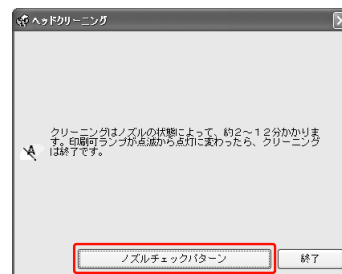 ヘッドクリーニング
クリーニングはノズルの状態によって、約2～12分かかりま
す。印刷可ランプが点滅から点灯に変わったら、クリーニング
は終了です。
ノズルチェックパターン
終了